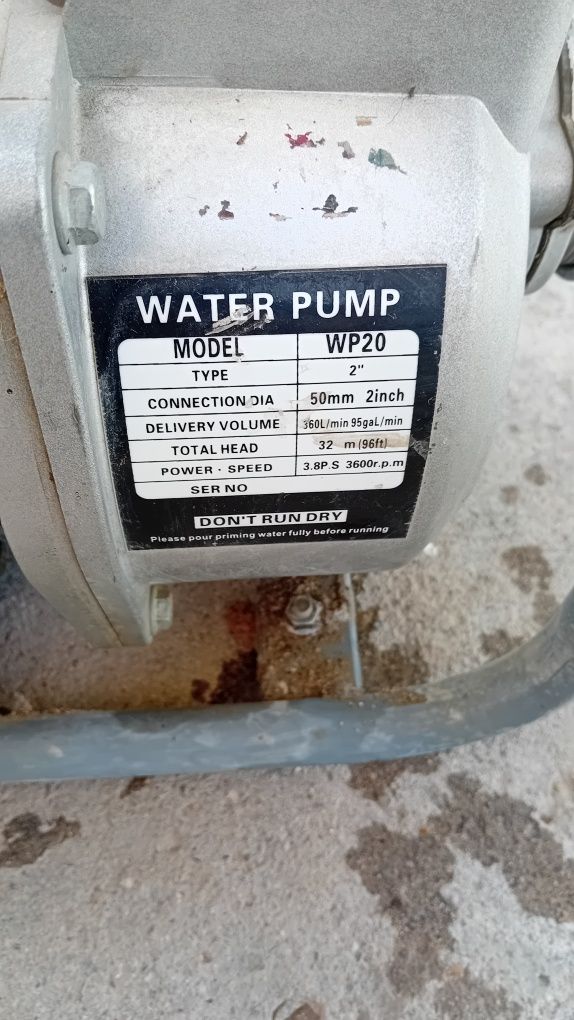 WATER PUMP
MODEL WP20
TYPE 2"
CONNECTION DIA 50mm 2inch
DELIVERY VOLUME 360L/min 95gaL/min
TOTAL HEAD 32 m (96ft)
POWER · SPEED 3.8P.S 3600r.p.m
SER NO
DON'T RUN DRY
Please pour priming water fully before running